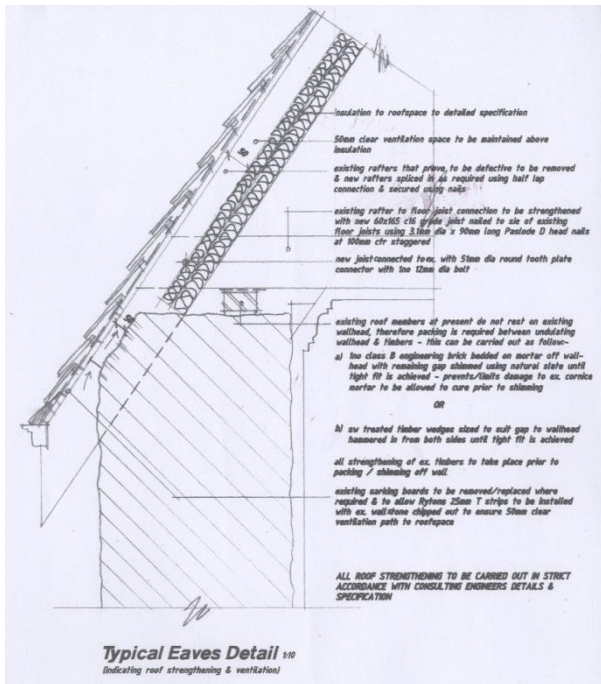 insulation to roofspace to detailed specification
50mm clear ventilation space to be maintained above
insulation
50
existing rafters that prove, to be defective to be removed
& new rafters spliced in as required using half lap
connection & secured using nails
existing rafter to floor joist connection to be strengthened
with new 60x165 c16 grade joist nailed to sie of existing
floor joists using 3.1mm dia x 90mm long Paslode D head nails
at 100mm ctr staggered
new joist connected to ex. with 51mm dia round tooth plate
connector with 1no 12mm dia bolt
50
existing roof members at present do not rest on existing
wallhead, therefore packing is required between undulating
wallhead & timbers - this can be carried out as follow:-
a) 1no class B engineering brick bedded on mortar off wall-
head with remaining gap shimmed using natural slate until
tight fit is achieved - prevnts/limits damage to ex. cornice
mortar to be allowed to cure prior to shimming
OR
b) sw treated timber wedges sized to suit gap to wallhead
hammered in from both sides until tight fit is achieved
all strengthening of ex. timbers to take place prior to
packing / shimming off wall
existing sarking boards to be removed/replaced where
required & to allow Rytons 25mm T strips to be installed
with ex. wallstone chipped out to ensure 50mm clear
ventilation path to roofspace
ALL ROOF STRENGTHENING TO BE CARRIED OUT IN STRICT
ACCORDANCE WITH CONSULTING ENGINEERS DETAILS &
SPECIFICATION
Typical Eaves Detail 1:10
(indicating roof strengthening & ventilation)